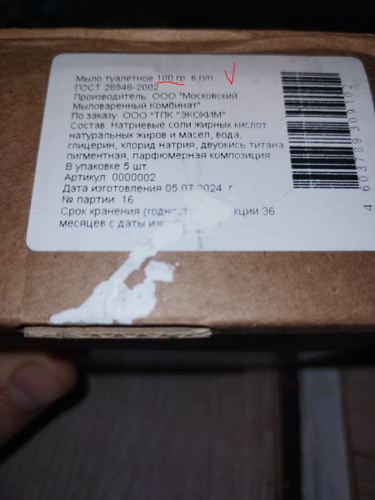 Мыло туалетное 100 гр в п/п
ГОСТ 28546-2002
Производитель: ООО "Московский
Мыловаренный Комбинат"
По заказу: ООО "ТПК "ЭКОХИМ"
Состав: Натриевые соли жирных кислот
натуральных жиров и масел, вода,
глицерин, хлорид натрия, двуокись титана
пигментная, парфюмерная композиция
В упаковке 5 шт.
Артикул: 0000002
Дата изготовления 05.07.2024 г
№ партии: 16
Срок хранения кции 36
месяцев с даты